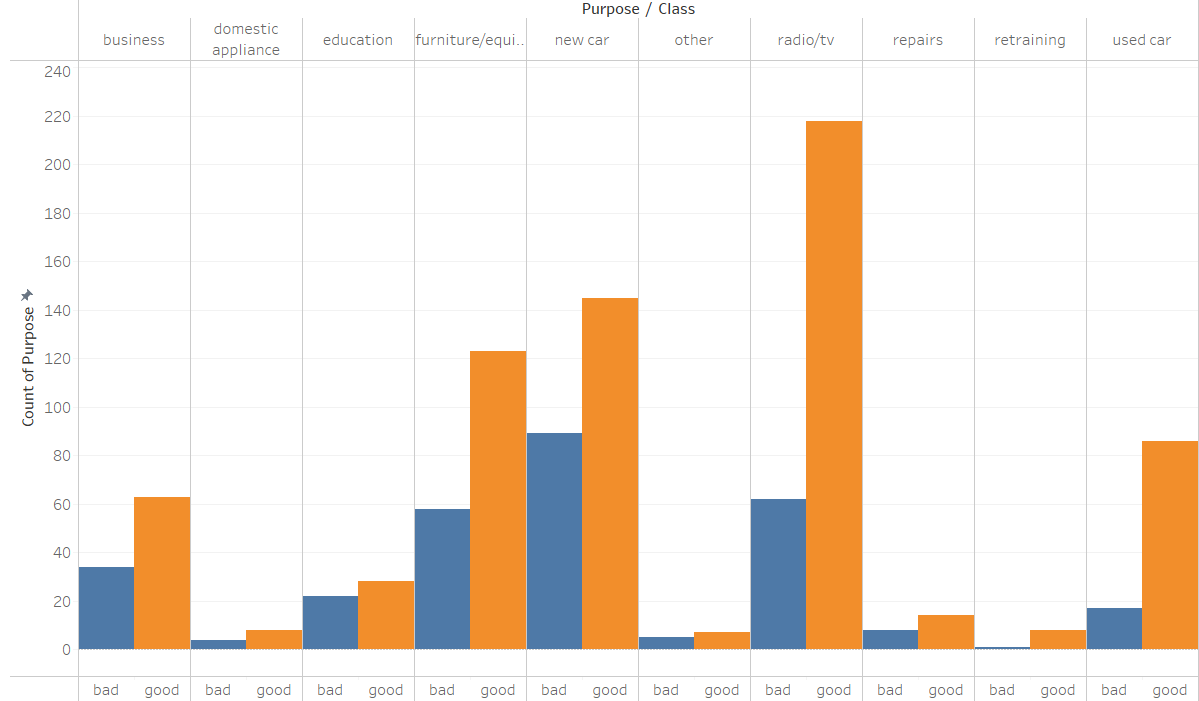 Purpose / Class
business
domestic
appliance
education
furniture/equi..
new car
other
radio/tv
repairs
retraining
used car
Count of Purpose
240
220
200
180
160
140
120
100
80
60
40
20
0
bad good bad good bad good bad good bad good bad good bad good bad good bad good bad good